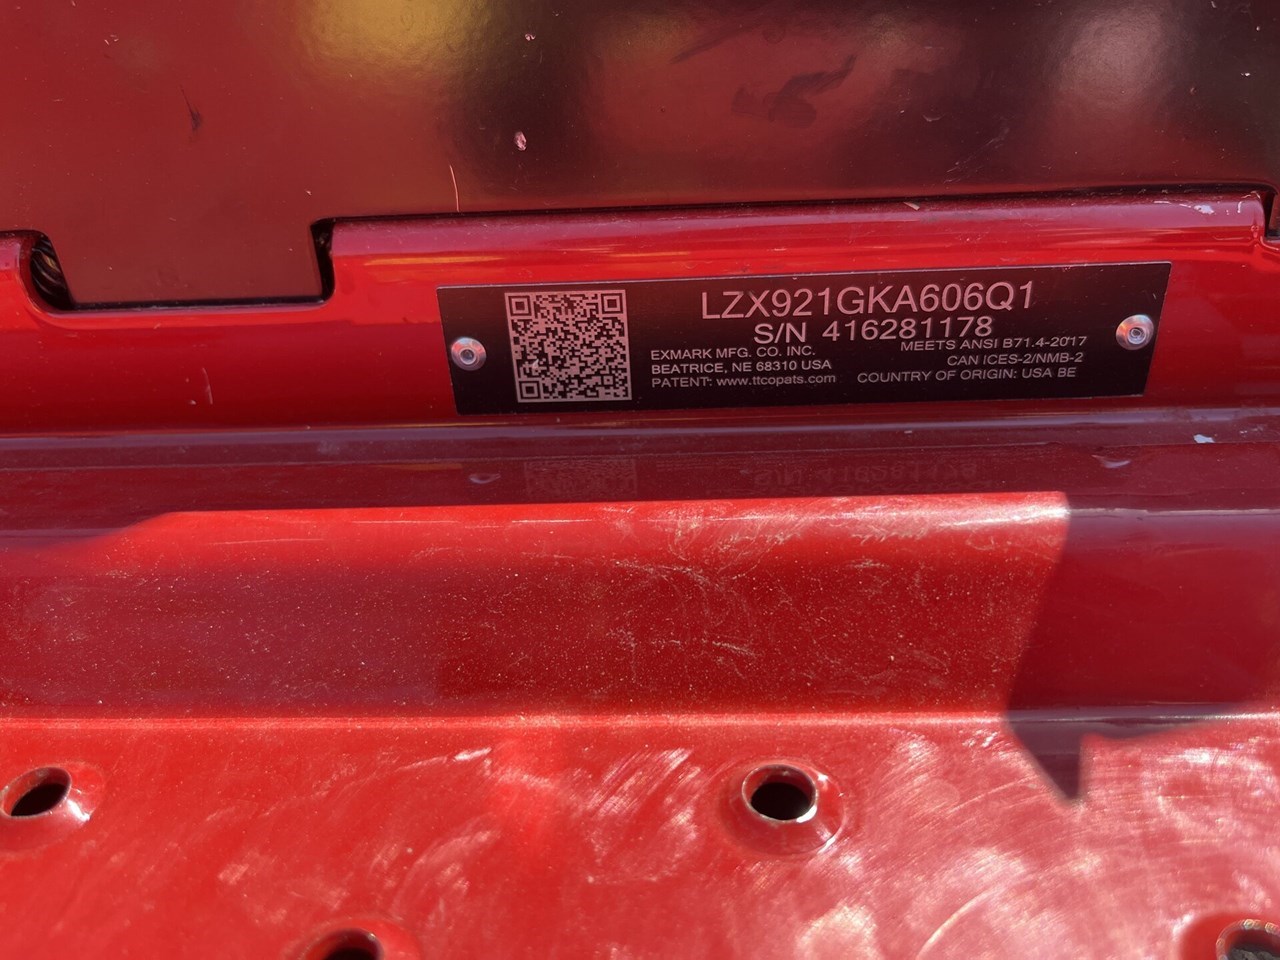 LZX921GKA606Q1
S/N 416281178
EXMARK MFG. CO. INC.
BEATRICE, NE 68310 USA
PATENT: www.ttcopats.com
MEETS ANSI B71.4-2017
CAN ICES-2/NMB-2
COUNTRY OF ORIGIN: USA BE